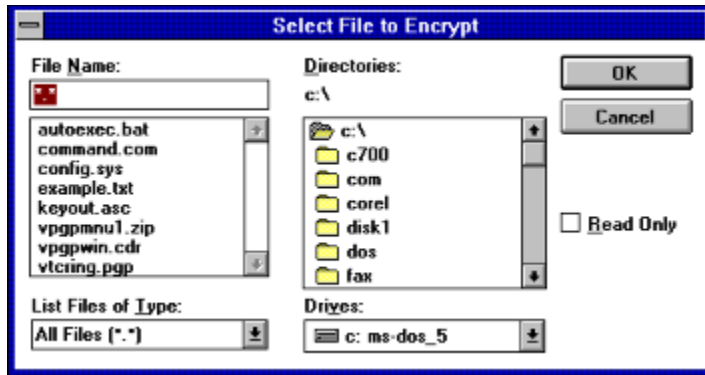 Select File to Encrypt
File Name:
*.*
autoexec.bat
command.com
config.sys
example.txt
keyout.asc
vpgpmnu1.zip
vpgpwin.cdr
vtcring.pgp
List Files of Type:
All Files (*.*)
Directories:
c:\
c:\
c700
com
corel
disk1
dos
fax
Drives:
c: ms-dos_5
OK
Cancel
Read Only